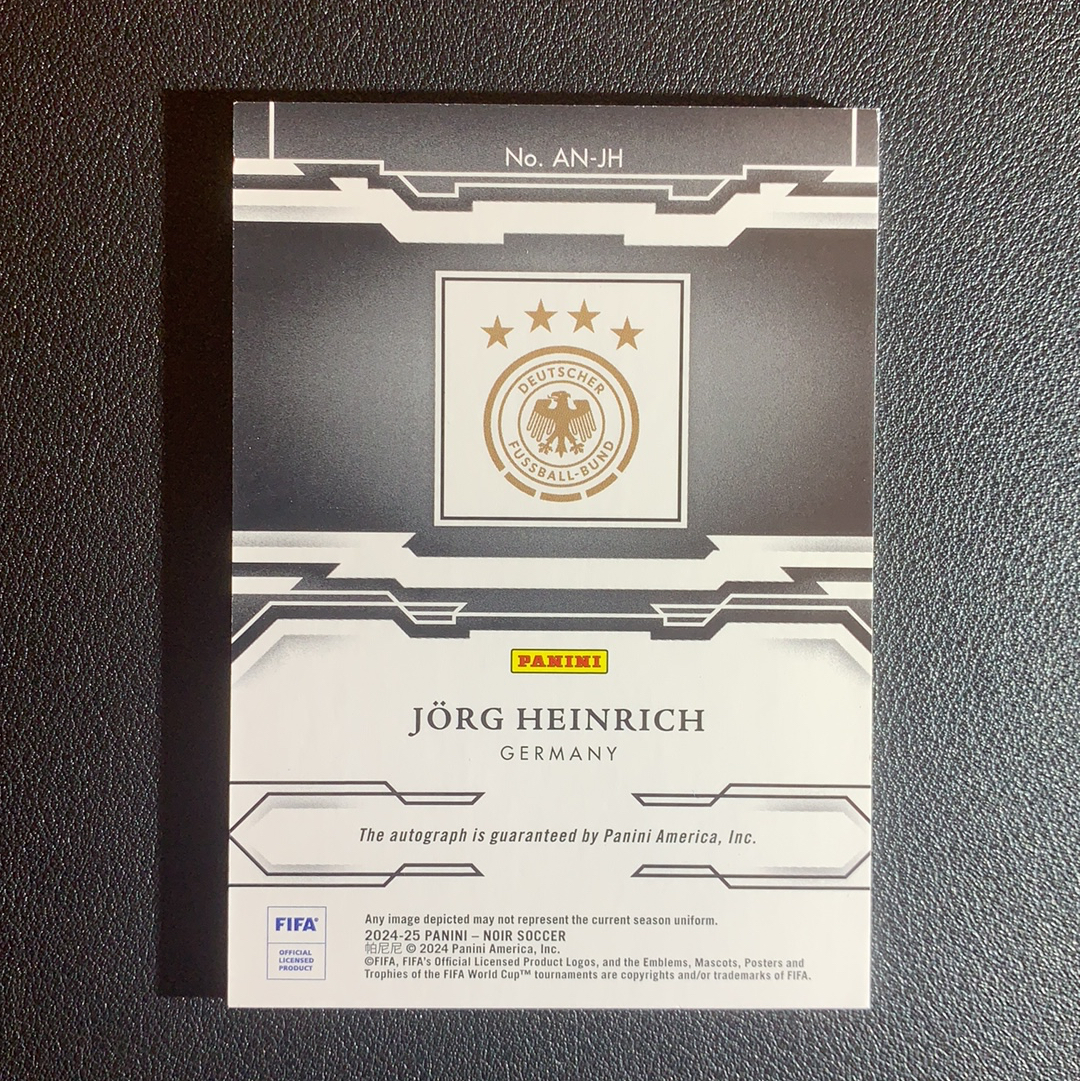 No. AN-JH
DEUTSCHER
FUSSBALL-BUND
PANINI
JÖRG HEINRICH
GERMANY
The autograph is guaranteed by Panini America, Inc.
FIFA®
OFFICIAL
LICENSED
PRODUCT
Any image depicted may not represent the current season uniform.
2024-25 PANINI – NOIR SOCCER
帕尼尼 © 2024 Panini America, Inc.
©FIFA, FIFA's Official Licensed Product Logos, and the Emblems, Mascots, Posters and
Trophies of the FIFA World Cup™ tournaments are copyrights and/or trademarks of FIFA.